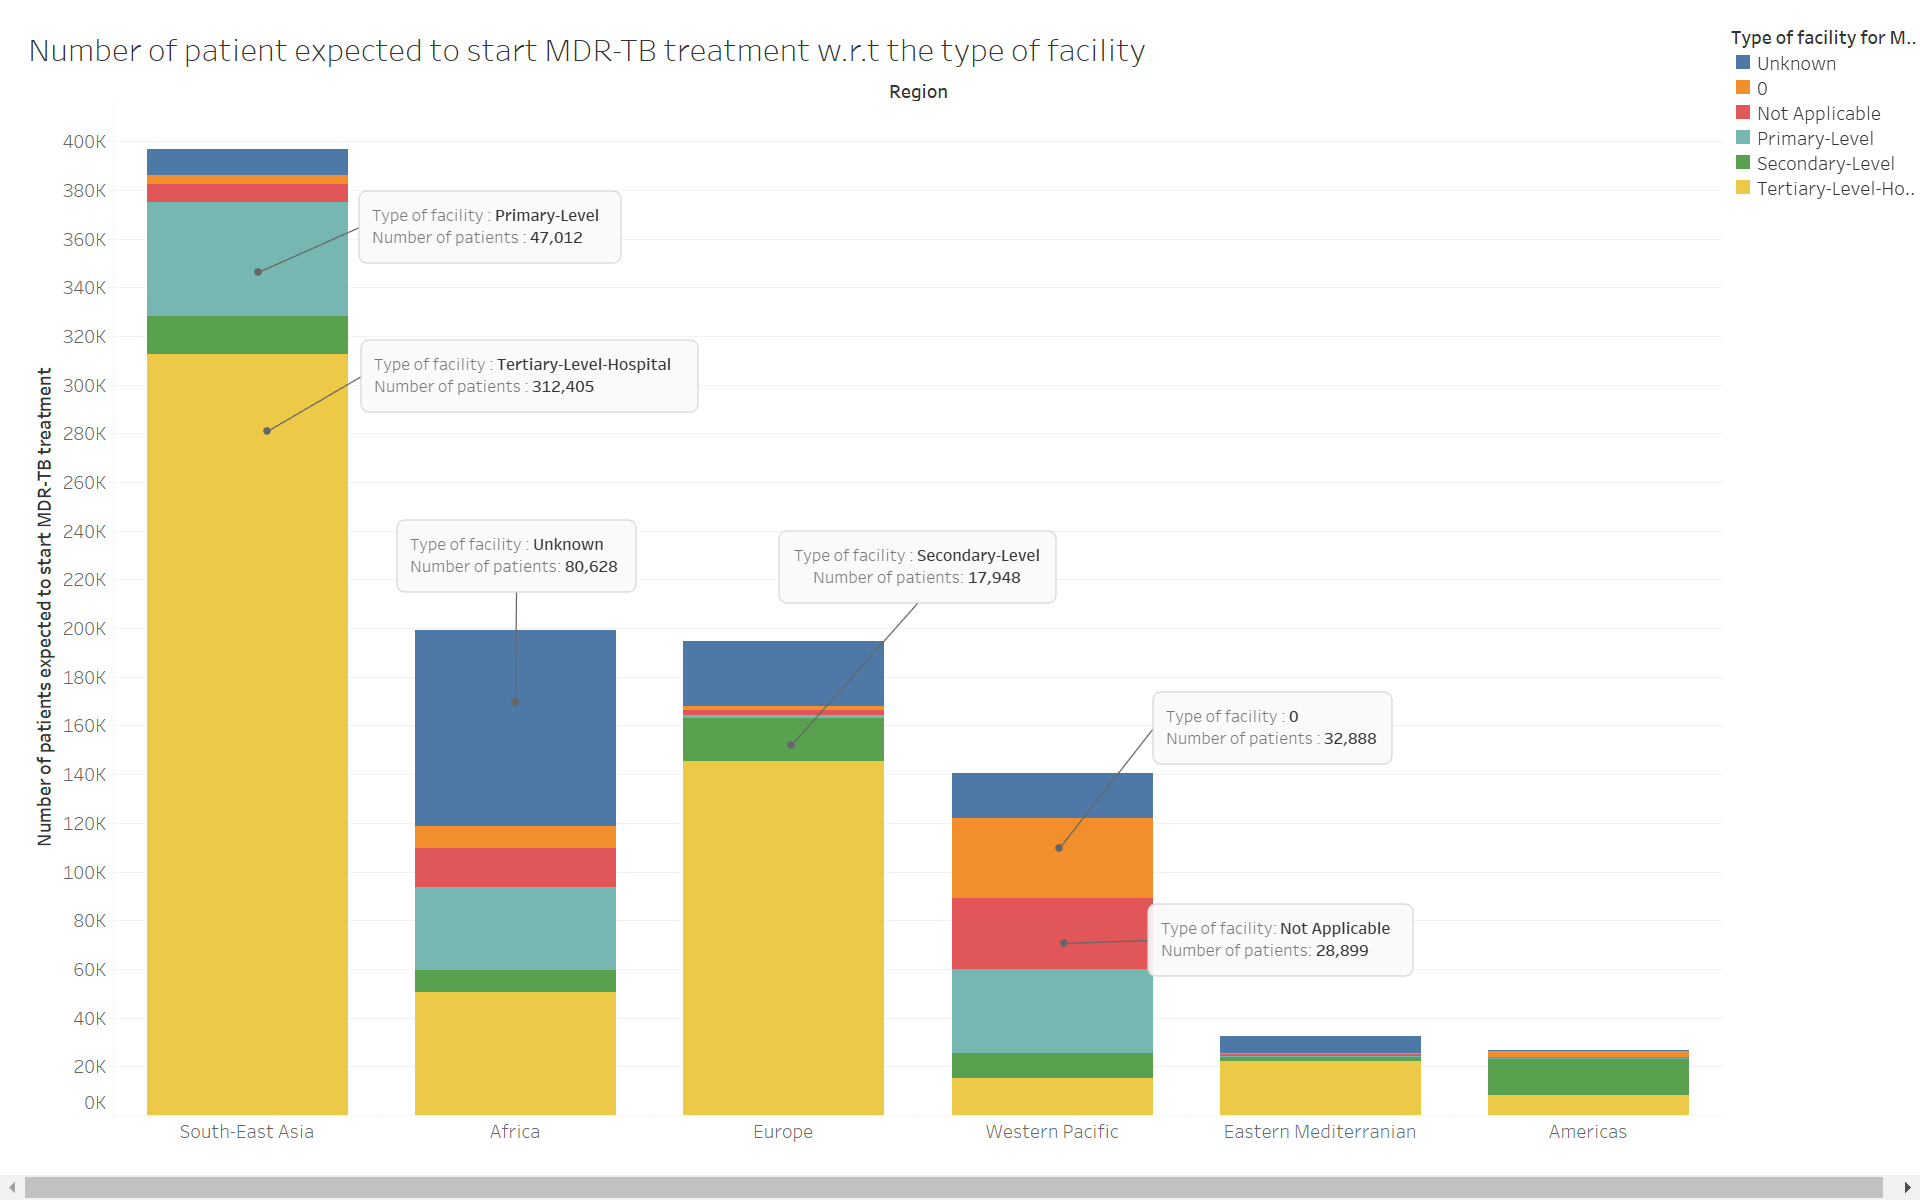 Number of patient expected to start MDR-TB treatment w.r.t the type of facility
Region
Type of facility for M..
Unknown
0
Not Applicable
Primary-Level
Secondary-Level
Tertiary-Level-Ho..
Number of patients expected to start MDR-TB treatment
400K
380K
360K
340K
320K
300K
280K
260K
240K
220K
200K
180K
160K
140K
120K
100K
80K
60K
40K
20K
0K
Type of facility : Primary-Level
Number of patients : 47,012
Type of facility : Tertiary-Level-Hospital
Number of patients : 312,405
Type of facility : Unknown
Number of patients: 80,628
Type of facility : Secondary-Level
Number of patients: 17,948
Type of facility : 0
Number of patients : 32,888
Type of facility: Not Applicable
Number of patients: 28,899
South-East Asia
Africa
Europe
Western Pacific
Eastern Mediterranian
Americas